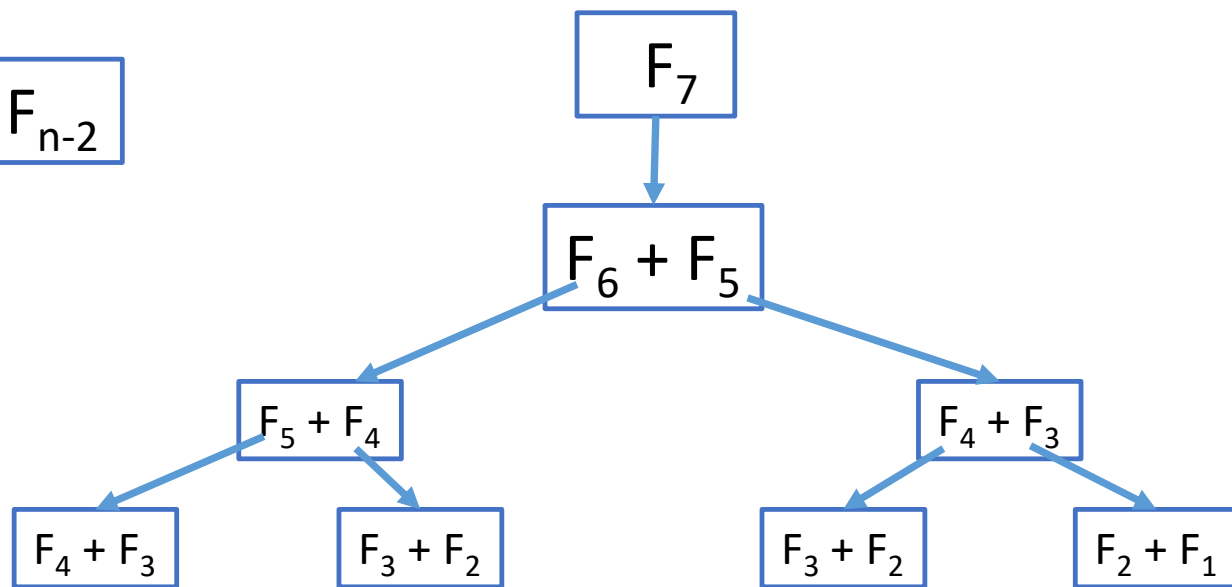 F₇
Fₙ₋₂
F₆ + F₅
F₅ + F₄
F₄ + F₃
F₄ + F₃
F₃ + F₂
F₃ + F₂
F₂ + F₁